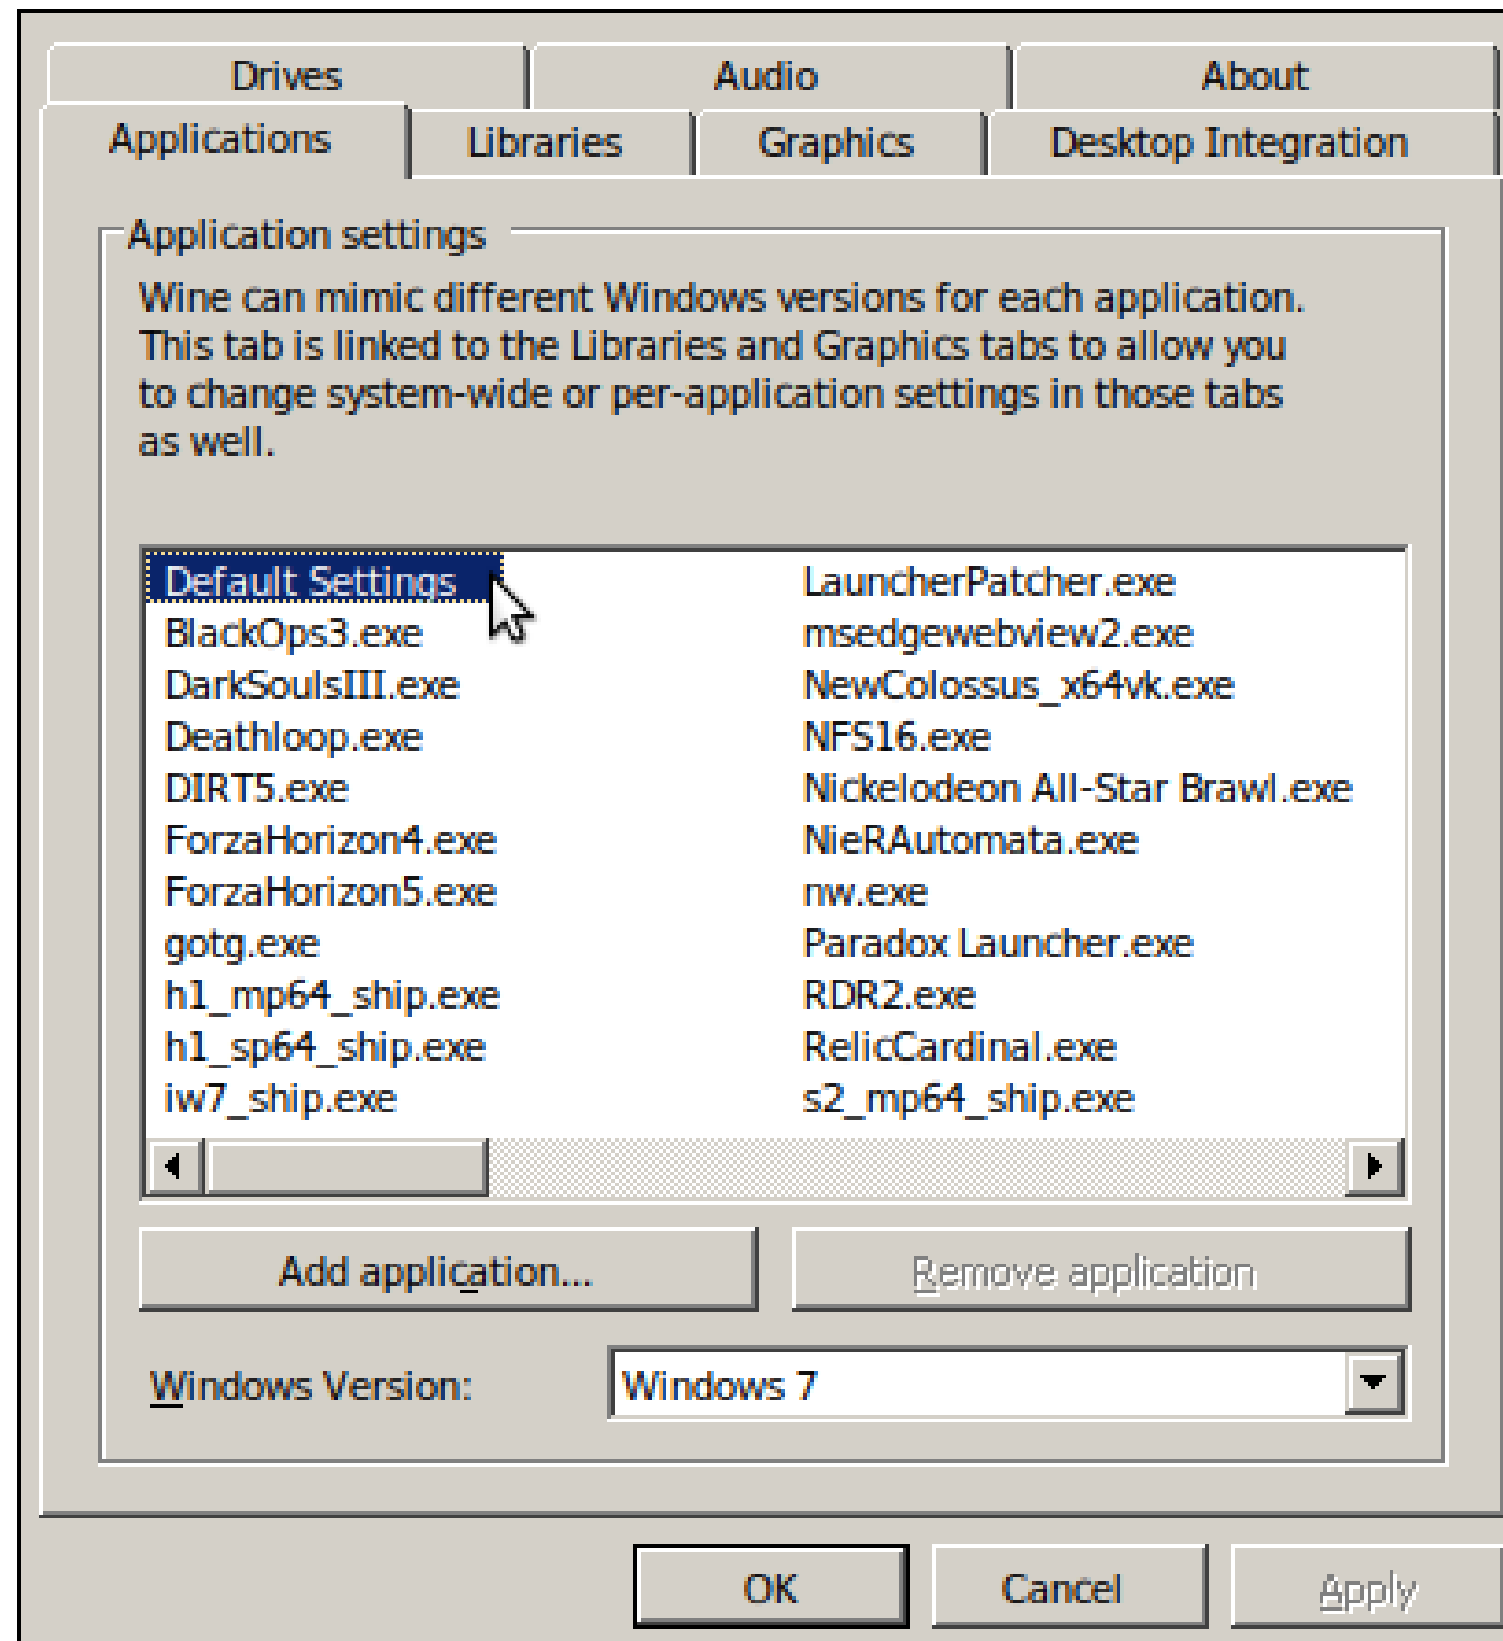 Drives Audio About
Applications Libraries Graphics Desktop Integration
Application settings
Wine can mimic different Windows versions for each application.
This tab is linked to the Libraries and Graphics tabs to allow you
to change system-wide or per-application settings in those tabs
as well.
Default Settings
BlackOps3.exe
DarkSoulsIII.exe
Deathloop.exe
DIRT5.exe
ForzaHorizon4.exe
ForzaHorizon5.exe
gotg.exe
h1_mp64_ship.exe
h1_sp64_ship.exe
iw7_ship.exe
LauncherPatcher.exe
msedgewebview2.exe
NewColossus_x64vk.exe
NFS16.exe
Nickelodeon All-Star Brawl.exe
NieRAutomata.exe
nw.exe
Paradox Launcher.exe
RDR2.exe
RelicCardinal.exe
s2_mp64_ship.exe
Add application... Remove application
Windows Version: Windows 7
OK Cancel Apply